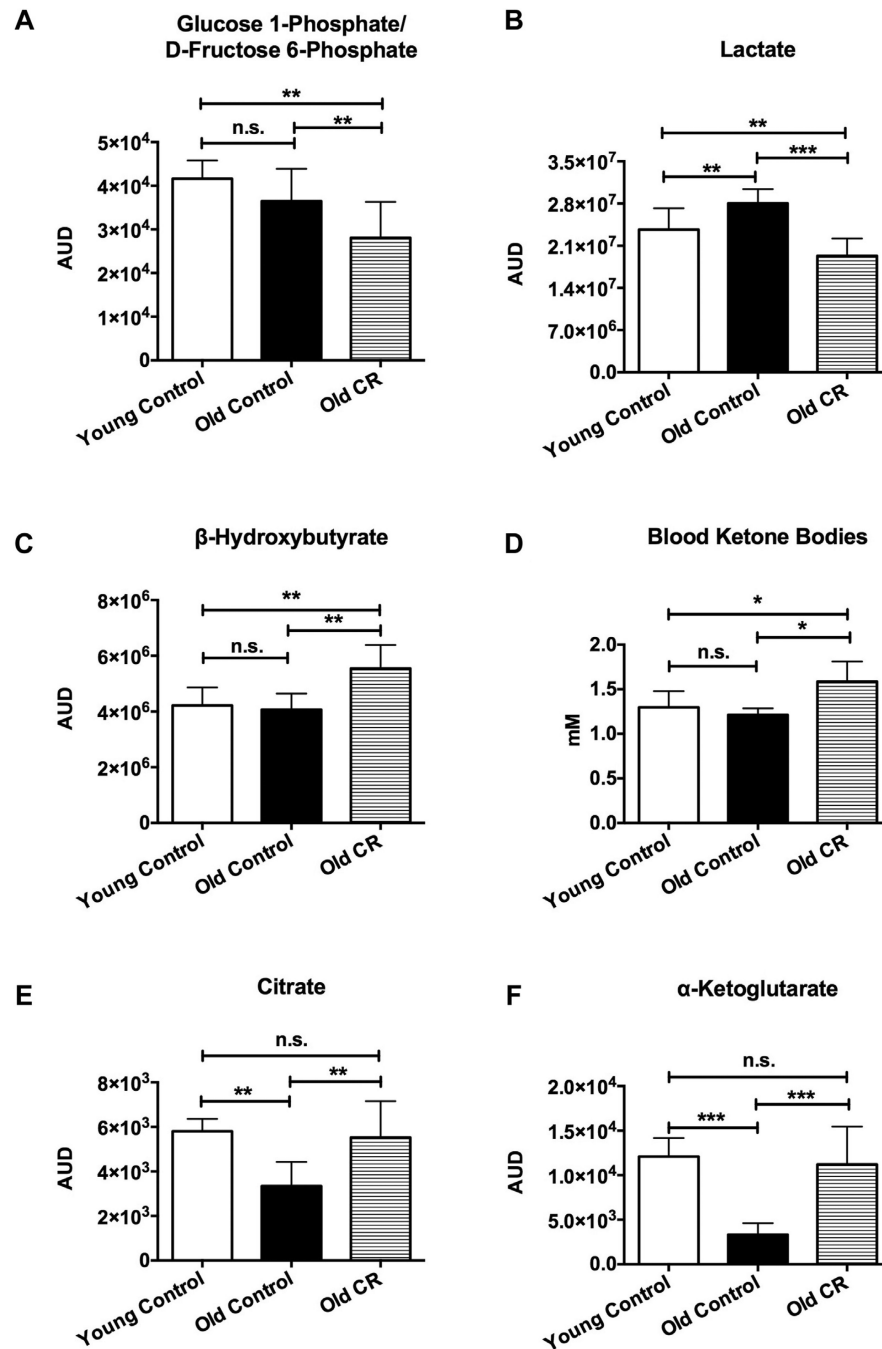 A
Glucose 1-Phosphate/
D-Fructose 6-Phosphate
**
n.s.
**
5×10⁴
4×10⁴
3×10⁴
2×10⁴
1×10⁴
0
AUD
Young Control
Old Control
Old CR
B
Lactate
**
**
***
3.5×10⁷
2.8×10⁷
2.1×10⁷
1.4×10⁷
7.0×10⁶
0.0
AUD
Young Control
Old Control
Old CR
C
β-Hydroxybutyrate
**
n.s.
**
8×10⁶
6×10⁶
4×10⁶
2×10⁶
0
AUD
Young Control
Old Control
Old CR
D
Blood Ketone Bodies
*
n.s.
*
2.0
1.5
1.0
0.5
0.0
mM
Young Control
Old Control
Old CR
E
Citrate
n.s.
**
**
8×10³
6×10³
4×10³
2×10³
0
AUD
Young Control
Old Control
Old CR
F
α-Ketoglutarate
n.s.
***
***
2.0×10⁴
1.5×10⁴
1.0×10⁴
5.0×10³
0.0
AUD
Young Control
Old Control
Old CR